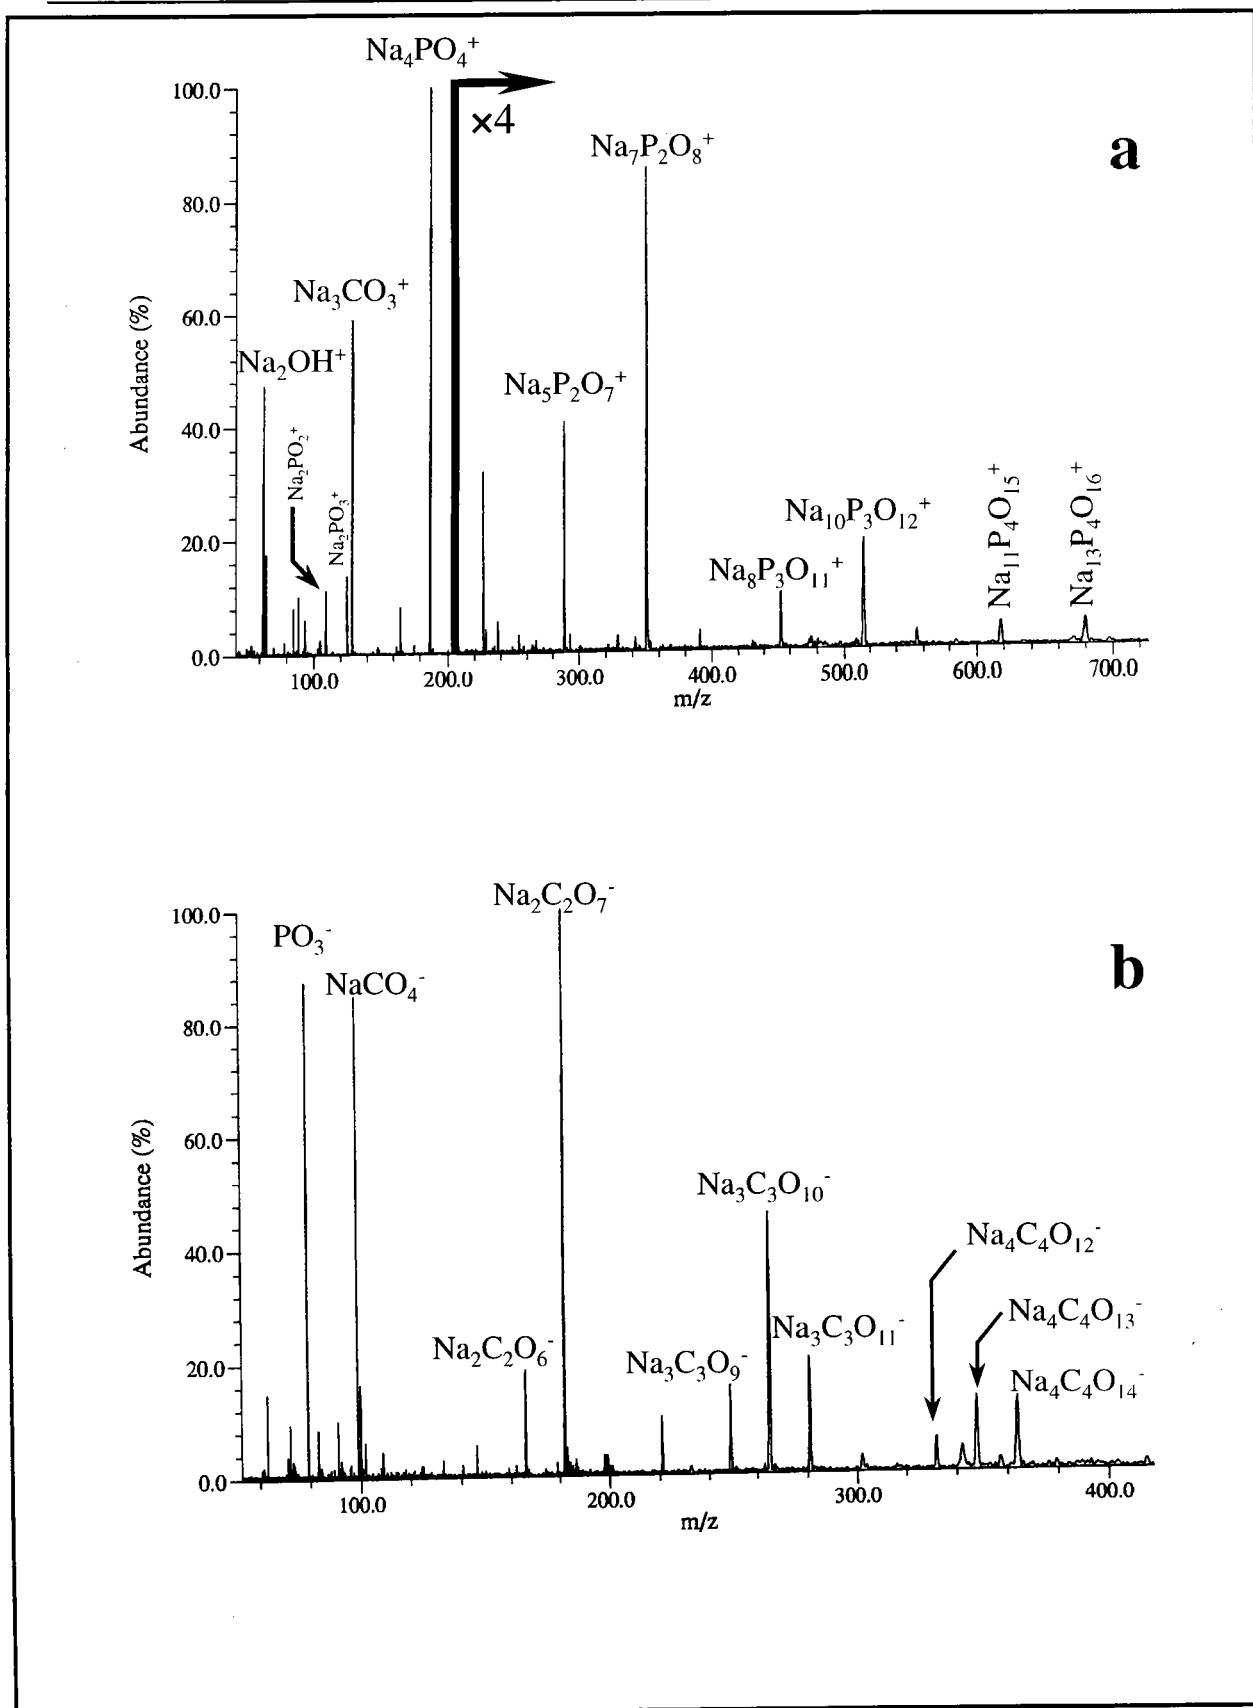 Na₄PO₄⁺
100.0
×4
Na₇P₂O₈⁺
a
80.0
Na₃CO₃⁺
60.0
Na₂OH⁺
Na₅P₂O₇⁺
Abundance (%)
40.0
Na₂PO₂⁺
Na₂PO₃⁺
Na₁₀P₃O₁₂⁺
Na₁₁P₄O₁₅⁺
Na₁₃P₄O₁₆⁺
20.0
Na₈P₃O₁₁⁺
0.0
100.0 200.0 300.0 400.0 500.0 600.0 700.0
m/z
Na₂C₂O₇⁻
100.0
PO₃⁻
b
NaCO₄⁻
80.0
60.0
Abundance (%)
Na₃C₃O₁₀⁻
40.0
Na₄C₄O₁₂⁻
Na₄C₄O₁₃⁻
Na₃C₃O₁₁⁻
Na₂C₂O₆⁻
Na₃C₃O₉⁻
20.0
Na₄C₄O₁₄⁻
0.0
100.0 200.0 300.0 400.0
m/z